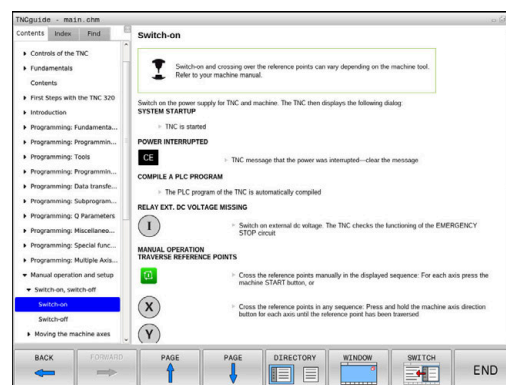 TNCguide - main.chm
Contents Index Find
Controls of the TNC
Fundamentals
Contents
First Steps with the TNC 320
Introduction
Programming: Fundamenta...
Programming: Programmin...
Programming: Tools
Programming: Programmin...
Programming: Data transfe...
Programming: Subprogram...
Programming: Q Parameters
Programming: Miscellaneo...
Programming: Special func...
Programming: Multiple Axis...
Manual operation and setup
Switch-on, switch-off
Switch-on
Switch-off
Moving the machine axes
Switch-on
Switch-on and crossing over the reference points can vary depending on the machine tool.
Refer to your machine manual.
Switch on the power supply for TNC and machine. The TNC then displays the following dialog:
SYSTEM STARTUP
TNC is started
POWER INTERRUPTED
CE
TNC message that the power was interrupted—clear the message
COMPILE A PLC PROGRAM
The PLC program of the TNC is automatically compiled
RELAY EXT. DC VOLTAGE MISSING
I
Switch on external dc voltage. The TNC checks the functioning of the EMERGENCY
STOP circuit
MANUAL OPERATION
TRAVERSE REFERENCE POINTS
Cross the reference points manually in the displayed sequence: For each axis press the
machine START button, or
X
Cross the reference points in any sequence: Press and hold the machine axis direction
button for each axis until the reference point has been traversed
Y
BACK FORWARD PAGE PAGE DIRECTORY WINDOW SWITCH END